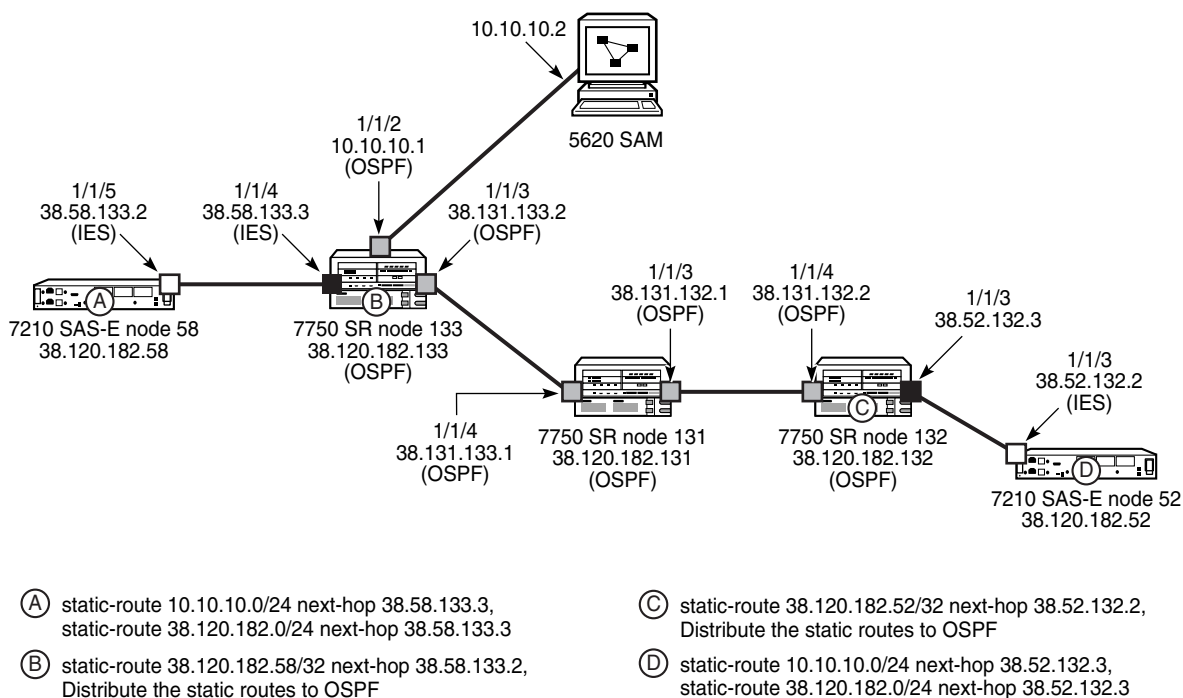 10.10.10.2
5620 SAM
1/1/2
10.10.10.1
(OSPF)
1/1/5
38.58.133.2
(IES)
1/1/4
38.58.133.3
(IES)
1/1/3
38.131.133.2
(OSPF)
A
7210 SAS-E node 58
38.120.182.58
B
7750 SR node 133
38.120.182.133
(OSPF)
1/1/3
38.131.132.1
(OSPF)
1/1/4
38.131.132.2
(OSPF)
1/1/3
38.52.132.3
1/1/3
38.52.132.2
(IES)
1/1/4
38.131.133.1
(OSPF)
7750 SR node 131
38.120.182.131
(OSPF)
C
7750 SR node 132
38.120.182.132
(OSPF)
D
7210 SAS-E node 52
38.120.182.52
A static-route 10.10.10.0/24 next-hop 38.58.133.3,
static-route 38.120.182.0/24 next-hop 38.58.133.3
B static-route 38.120.182.58/32 next-hop 38.58.133.2,
Distribute the static routes to OSPF
C static-route 38.120.182.52/32 next-hop 38.52.132.2,
Distribute the static routes to OSPF
D static-route 10.10.10.0/24 next-hop 38.52.132.3,
static-route 38.120.182.0/24 next-hop 38.52.132.3